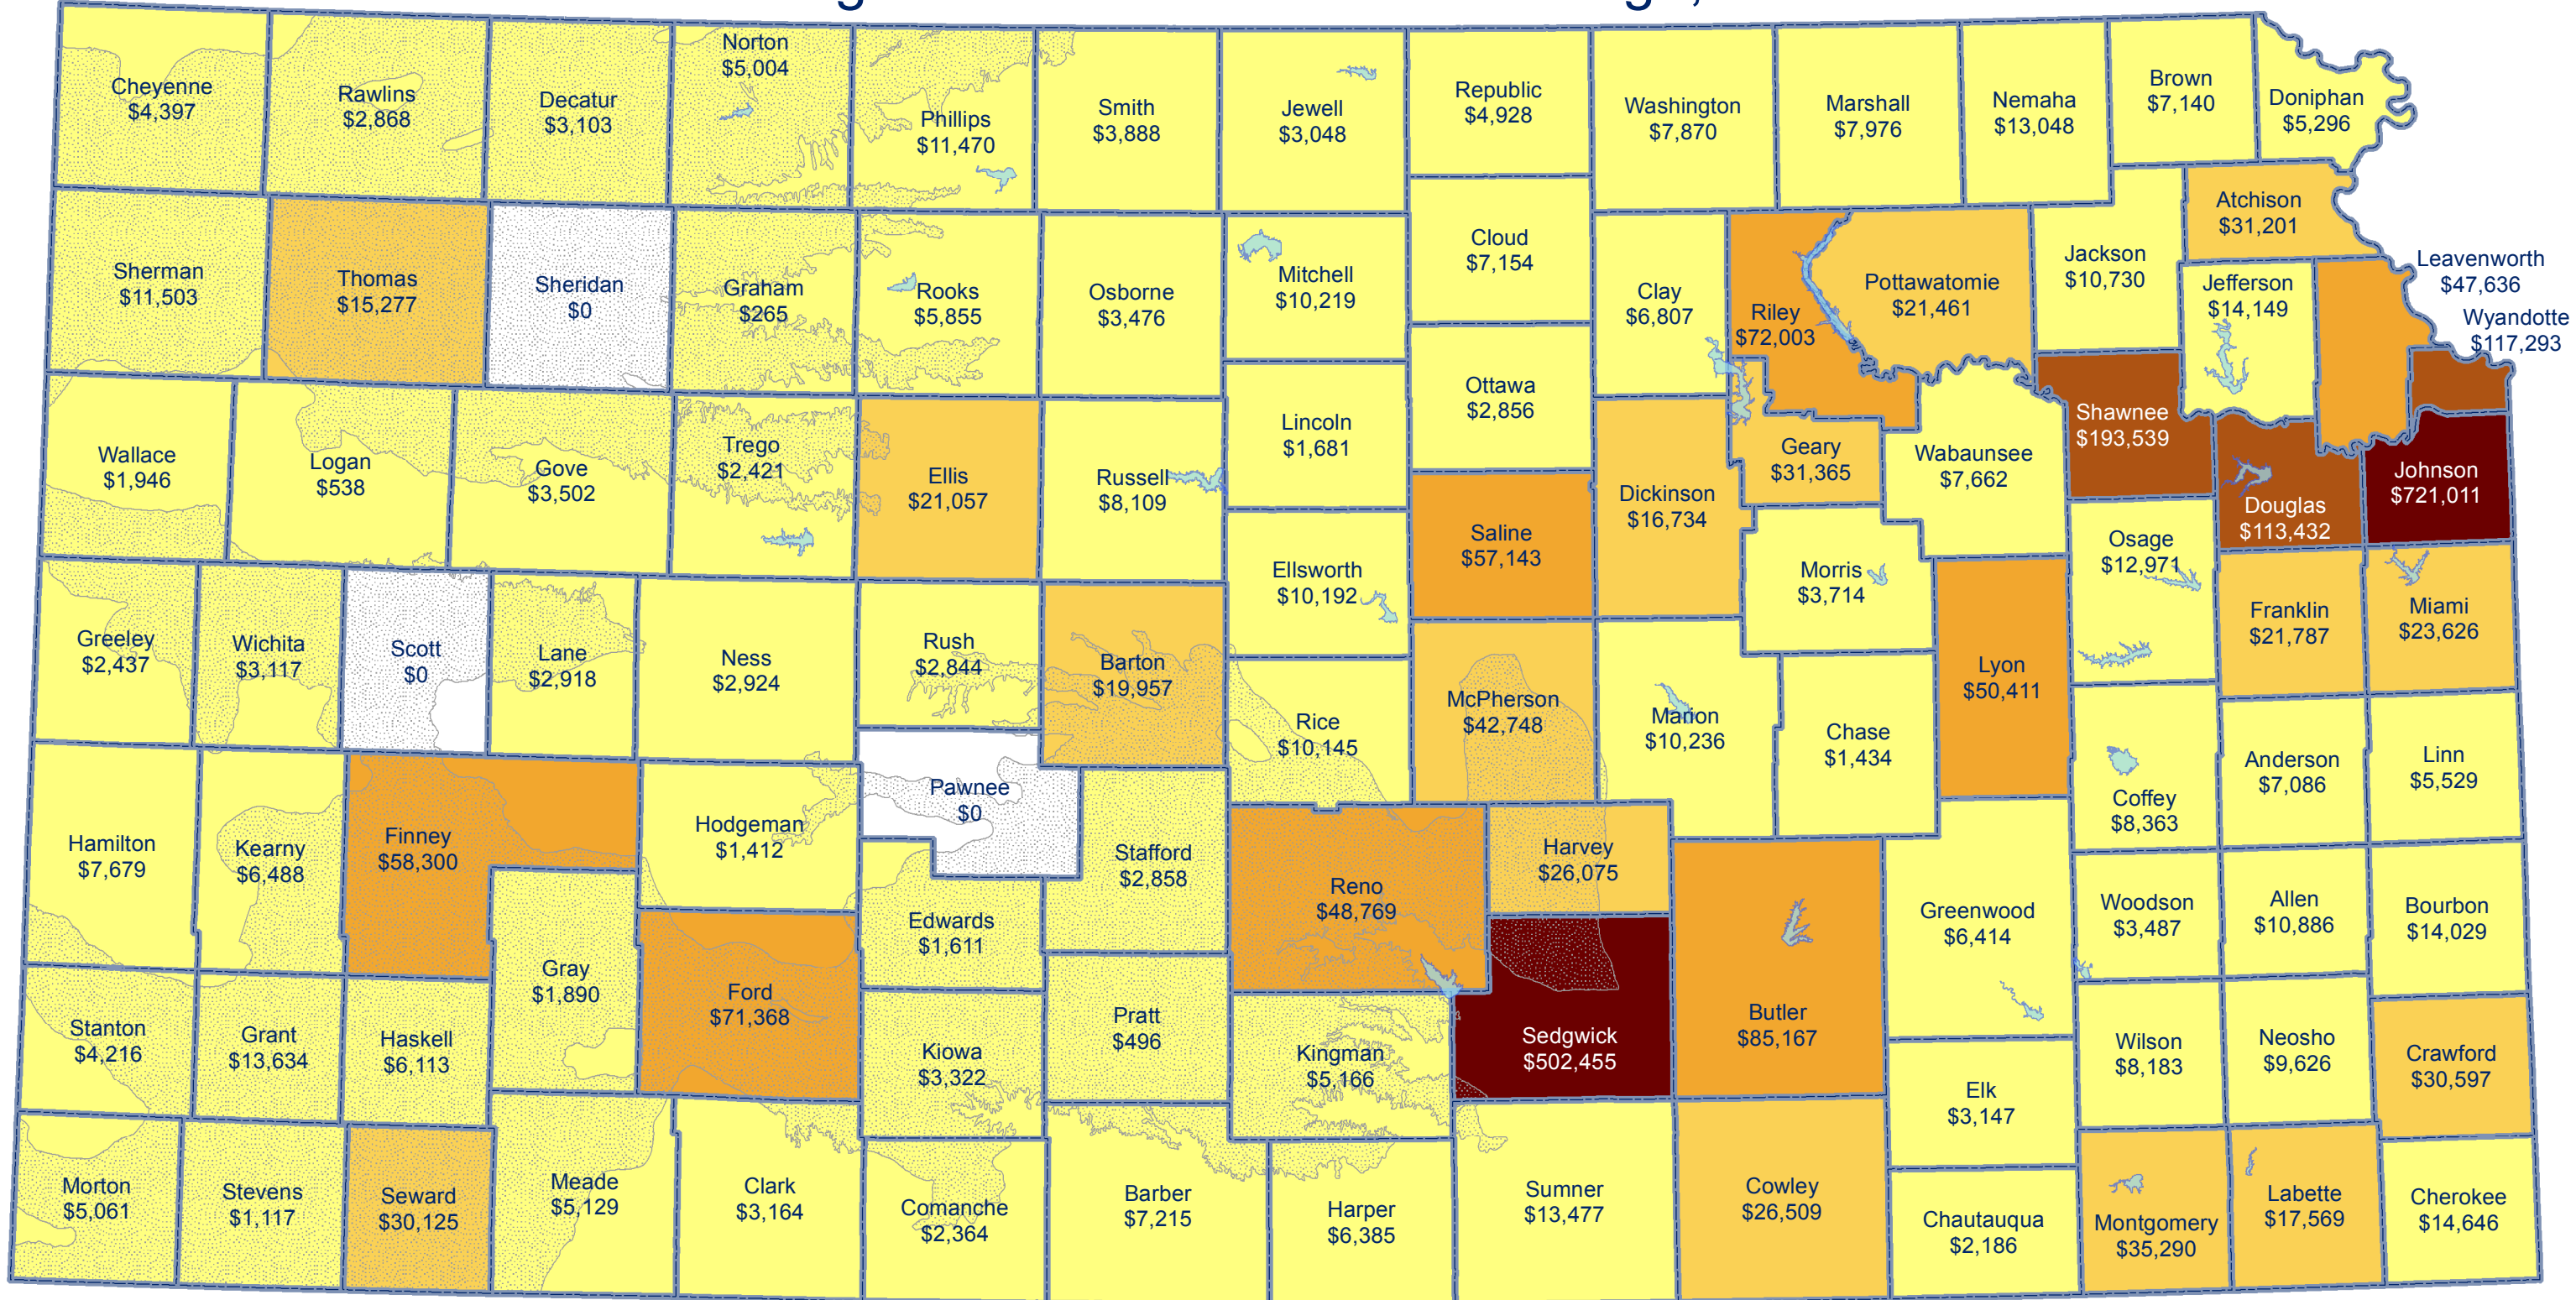 Cheyenne
$4,397
Rawlins
$2,868
Decatur
$3,103
Norton
$5,004
Phillips
$11,470
Smith
$3,888
Jewell
$3,048
Republic
$4,928
Washington
$7,870
Marshall
$7,976
Nemaha
$13,048
Brown
$7,140
Doniphan
$5,296
Atchison
$31,201
Sherman
$11,503
Thomas
$15,277
Sheridan
$0
Graham
$265
Rooks
$5,855
Osborne
$3,476
Mitchell
$10,219
Cloud
$7,154
Clay
$6,807
Riley
$72,003
Pottawatomie
$21,461
Jackson
$10,730
Jefferson
$14,149
Leavenworth
$47,636
Wyandotte
$117,293
Wallace
$1,946
Logan
$538
Gove
$3,502
Trego
$2,421
Ellis
$21,057
Russell
$8,109
Lincoln
$1,681
Ottawa
$2,856
Dickinson
$16,734
Geary
$31,365
Wabaunsee
$7,662
Shawnee
$193,539
Douglas
$113,432
Johnson
$721,011
Ellsworth
$10,192
Saline
$57,143
Morris
$3,714
Osage
$12,971
Franklin
$21,787
Miami
$23,626
Greeley
$2,437
Wichita
$3,117
Scott
$0
Lane
$2,918
Ness
$2,924
Rush
$2,844
Barton
$19,957
Rice
$10,145
McPherson
$42,748
Marion
$10,236
Chase
$1,434
Lyon
$50,411
Coffey
$8,363
Anderson
$7,086
Linn
$5,529
Hamilton
$7,679
Kearny
$6,488
Finney
$58,300
Hodgeman
$1,412
Pawnee
$0
Stafford
$2,858
Edwards
$1,611
Reno
$48,769
Harvey
$26,075
Sedgwick
$502,455
Butler
$85,167
Greenwood
$6,414
Woodson
$3,487
Allen
$10,886
Bourbon
$14,029
Stanton
$4,216
Grant
$13,634
Haskell
$6,113
Gray
$1,890
Ford
$71,368
Kiowa
$3,322
Pratt
$496
Kingman
$5,166
Elk
$3,147
Wilson
$8,183
Neosho
$9,626
Crawford
$30,597
Morton
$5,061
Stevens
$1,117
Seward
$30,125
Meade
$5,129
Clark
$3,164
Comanche
$2,364
Barber
$7,215
Harper
$6,385
Sumner
$13,477
Cowley
$26,509
Chautauqua
$2,186
Montgomery
$35,290
Labette
$17,569
Cherokee
$14,646